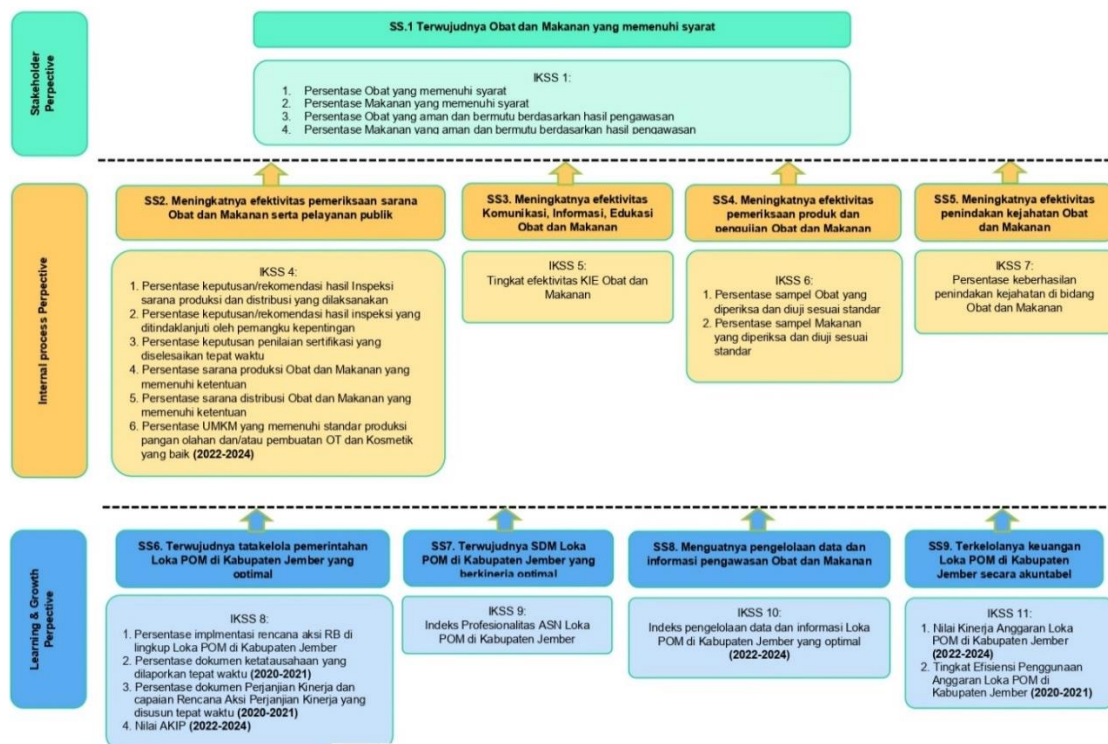 Stakeholder
Perpective
SS.1 Terwujudnya Obat dan Makanan yang memenuhi syarat
IKSS 1:
1. Persentase Obat yang memenuhi syarat
2. Persentase Makanan yang memenuhi syarat
3. Persentase Obat yang aman dan bermutu berdasarkan hasil pengawasan
4. Persentase Makanan yang aman dan bermutu berdasarkan hasil pengawasan
Internal process Perpective
SS2. Meningkatnya efektivitas pemeriksaan sarana
Obat dan Makanan serta pelayanan publik
IKSS 4:
1. Persentase keputusan/rekomendasi hasil Inspeksi
sarana produksi dan distribusi yang dilaksanakan
2. Persentase keputusan/rekomendasi hasil inspeksi yang
ditindaklanjuti oleh pemangku kepentingan
3. Persentase keputusan penilaian sertifikasi yang
diselesaikan tepat waktu
4. Persentase sarana produksi Obat dan Makanan yang
memenuhi ketentuan
5. Persentase sarana distribusi Obat dan Makanan yang
memenuhi ketentuan
6. Persentase UMKM yang memenuhi standar produksi
pangan olahan dan/atau pembuatan OT dan Kosmetik
yang baik (2022-2024)
SS3. Meningkatnya efektivitas
Komunikasi, Informasi, Edukasi
Obat dan Makanan
IKSS 5:
Tingkat efektivitas KIE Obat dan
Makanan
SS4. Meningkatnya efektivitas
pemeriksaan produk dan
pengujian Obat dan Makanan
IKSS 6:
1. Persentase sampel Obat yang
diperiksa dan diuji sesuai standar
2. Persentase sampel Makanan
yang diperiksa dan diuji sesuai
standar
SS5. Meningkatnya efektivitas
penindakan kejahatan Obat
dan Makanan
IKSS 7:
Persentase keberhasilan
penindakan kejahatan di bidang
Obat dan Makanan
Learning & Growth
Perpective
SS6. Terwujudnya tatakelola pemerintahan
Loka POM di Kabupaten Jember yang
optimal
IKSS 8:
1. Persentase implmentasi rencana aksi RB di
lingkup Loka POM di Kabupaten Jember
2. Persentase dokumen ketatausahaan yang
dilaporkan tepat waktu (2020-2021)
3. Persentase dokumen Perjanjian Kinerja dan
capaian Rencana Aksi Perjanjian Kinerja yang
disusun tepat waktu (2020-2021)
4. Nilai AKIP (2022-2024)
SS7. Terwujudnya SDM Loka
POM di Kabupaten Jember yang
berkinerja optimal
IKSS 9:
Indeks Profesionalitas ASN Loka
POM di Kabupaten Jember
SS8. Menguatnya pengelolaan data dan
informasi pengawasan Obat dan Makanan
IKSS 10:
Indeks pengelolaan data dan informasi Loka
POM di Kabupaten Jember yang optimal
(2022-2024)
SS9. Terkelolanya keuangan
Loka POM di Kabupaten
Jember secara akuntabel
IKSS 11:
1. Nilai Kinerja Anggaran Loka
POM di Kabupaten Jember
(2022-2024)
2. Tingkat Efisiensi Penggunaan
Anggaran Loka POM di
Kabupaten Jember (2020-2021)